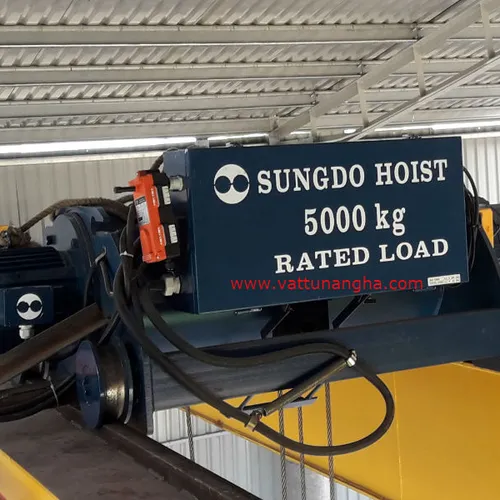 SUNGDO HOIST
5000 kg
RATED LOAD
www.vattunangha.com